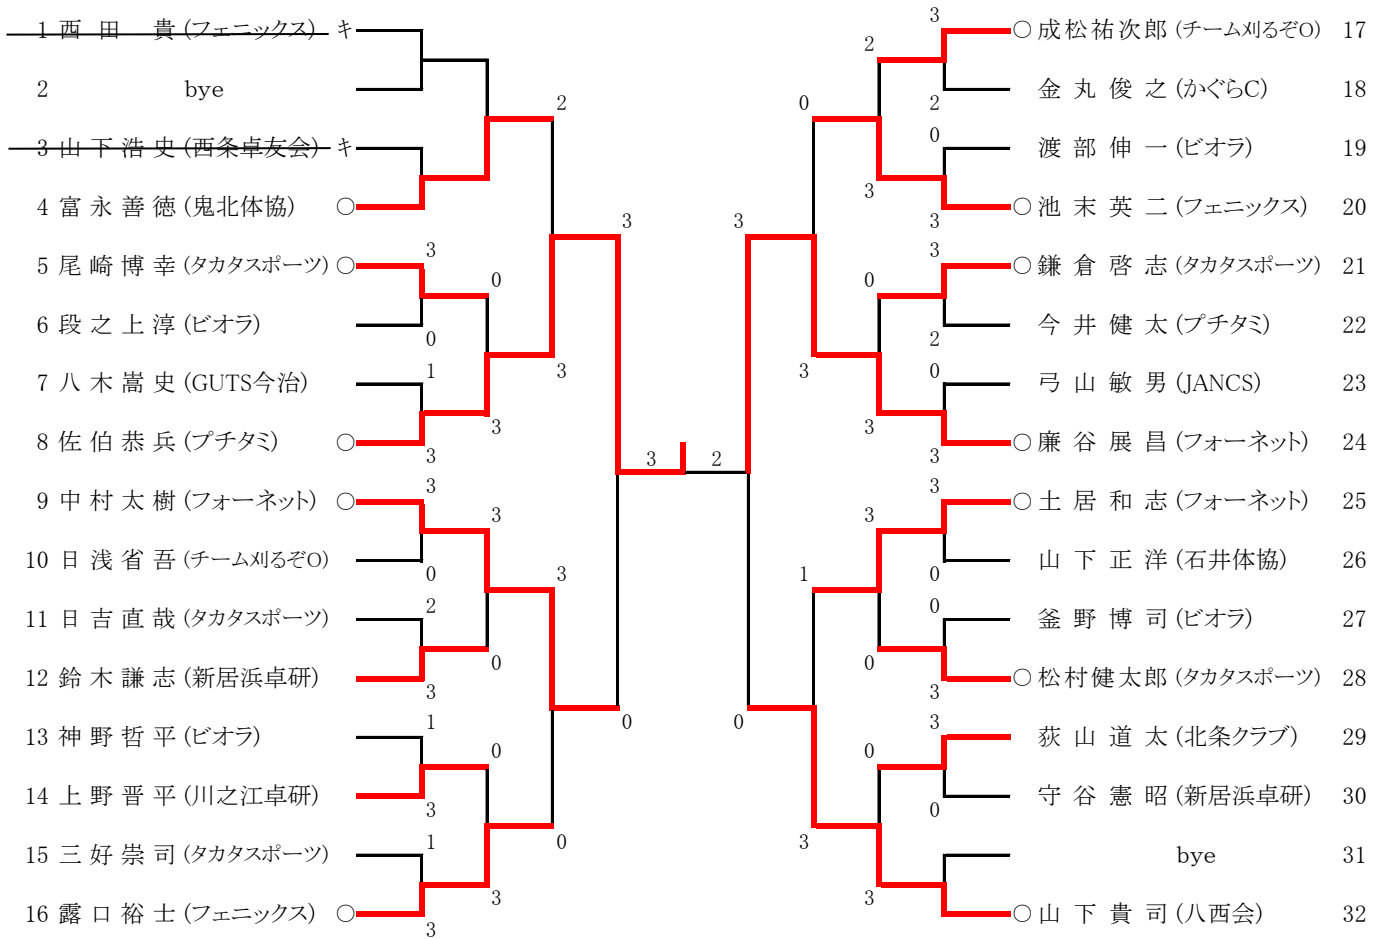 1 西田 貴 (フェニックス) キ
2 bye
3 山下浩史 (西条卓友会) キ
4 富永善徳 (鬼北体協) ○
5 尾崎博幸 (タカタスポーツ) ○
6 段之上淳 (ビオラ)
7 八木嵩史 (GUTS今治)
8 佐伯恭兵 (プチタミ) ○
9 中村太樹 (フォーネット) ○
10 日浅省吾 (チーム刈るぞO)
11 日吉直哉 (タカタスポーツ)
12 鈴木謙志 (新居浜卓研)
13 神野哲平 (ビオラ)
14 上野晋平 (川之江卓研)
15 三好崇司 (タカタスポーツ)
16 露口裕士 (フェニックス) ○
3
0
1
3
3
0
2
3
1
3
1
3
2
0
3
3
0
0
3
3
3
0
3
0
3 2
3
0
0
3
1
3
2
3
0
3
3
0
0
3
3
2
0
3
3
2
0
3
3
0
0
3
3
0
○ 成松祐次郎 (チーム刈るぞO) 17
金丸俊之 (かぐらC) 18
渡部伸一 (ビオラ) 19
○ 池末英二 (フェニックス) 20
○ 鎌倉啓志 (タカタスポーツ) 21
今井健太 (プチタミ) 22
弓山敏男 (JANCS) 23
○ 廉谷展昌 (フォーネット) 24
○ 土居和志 (フォーネット) 25
山下正洋 (石井体協) 26
釜野博司 (ビオラ) 27
○ 松村健太郎 (タカタスポーツ) 28
荻山道太 (北条クラブ) 29
守谷憲昭 (新居浜卓研) 30
bye 31
○ 山下貴司 (八西会) 32